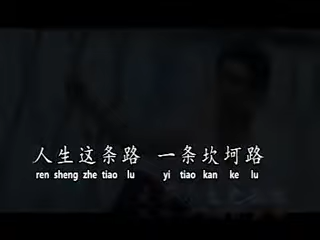 人生这条路 一条坎坷路
ren sheng zhe tiao lu yi tiao kan ke lu